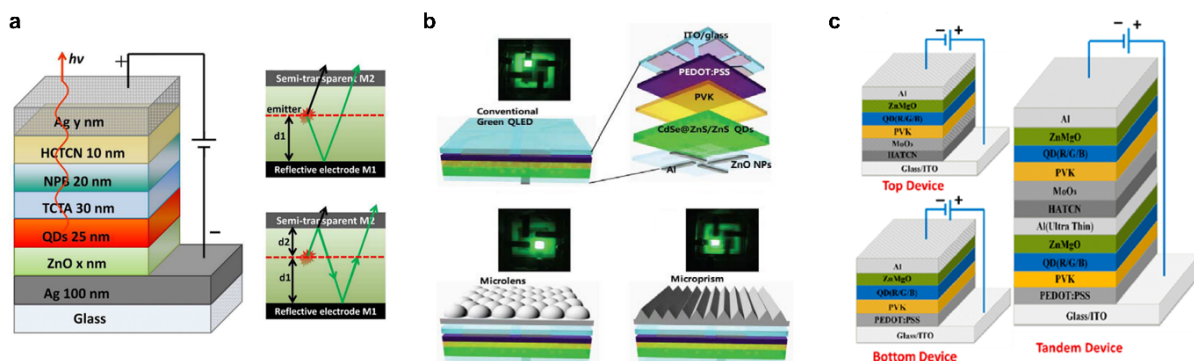 a
hv
+
Ag y nm
HCTCN 10 nm
NPB 20 nm
TCTA 30 nm
QDs 25 nm
ZnO x nm
−
Ag 100 nm
Glass
Semi-transparent M2
emitter
d1
Reflective electrode M1
Semi-transparent M2
d2
d1
Reflective electrode M1
b
Conventional
Green QLED
ITO/glass
PEDOT:PSS
PVK
CdSe@ZnS/ZnS QDs
Al
ZnO NPs
Microlens
Microprism
c
− +
Al
ZnMgO
QD(R/G/B)
PVK
MoOs
HATCN
Glass/ITO
Top Device
− +
Al
ZnMgO
QD(R/G/B)
PVK
PEDOT:PSS
Glass/ITO
Bottom Device
− +
Al
ZnMgO
QD(R/G/B)
PVK
MoOs
HATCN
Al(Ultra Thin)
ZnMgO
QD(R/G/B)
PVK
PEDOT:PSS
Glass/ITO
Tandem Device